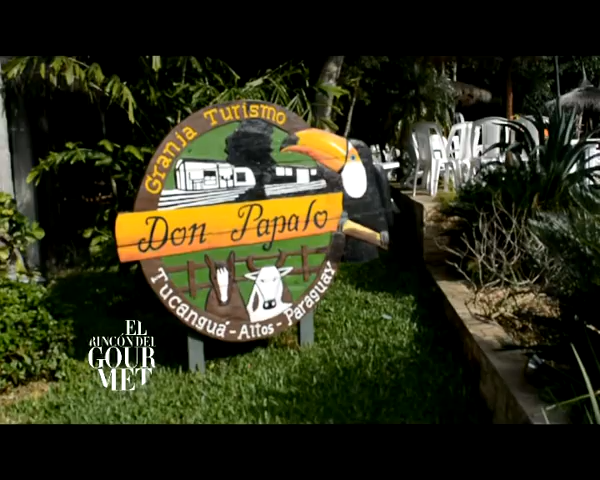 Granja Turismo
Don Papalo
Tucanguá - Altos - Paraguay
EL
RINCÓN DEL
GOUR
MET